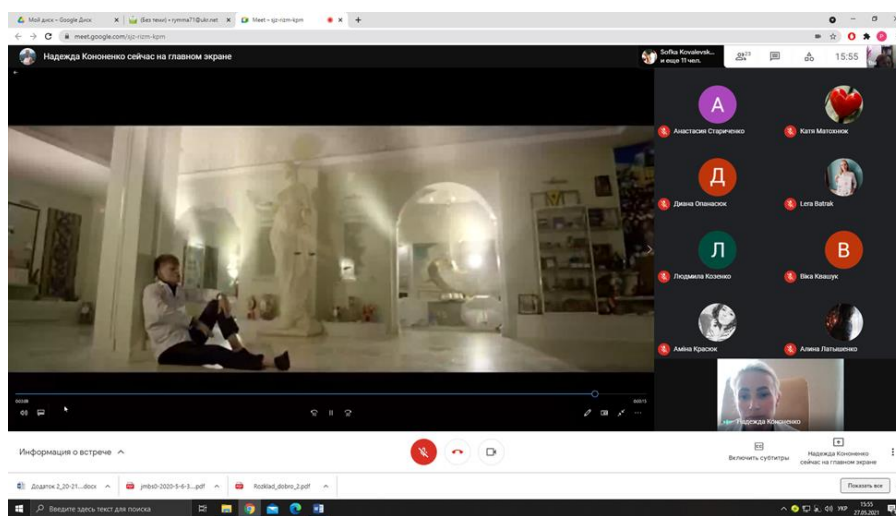 Мой диск – Google Диск
(Без темы) – rymma71@ukr.net
Meet – sjz-rizm-kpm
meet.google.com/sjz-rizm-kpm
Надежда Кононенко сейчас на главном экране
Sofka Kovalevsk...
и еще 11 чел.
23
15:55
А
Анастасия Стариченко
Катя Матохнюк
Д
Диана Опанасюк
Lera Batrak
Л
Людмила Козенко
В
Віка Квашук
Аміна Красюк
Алина Латышенко
Надежда Кононенко
Информация о встрече
Включить субтитры
Надежда Кононенко
сейчас на главном экране
Додаток 2_20-21....docx
jmbs0-2020-5-6-3....pdf
Rozklad_dobro_2.pdf
Показать все
Введите здесь текст для поиска
УКР
15:55
27.05.2021